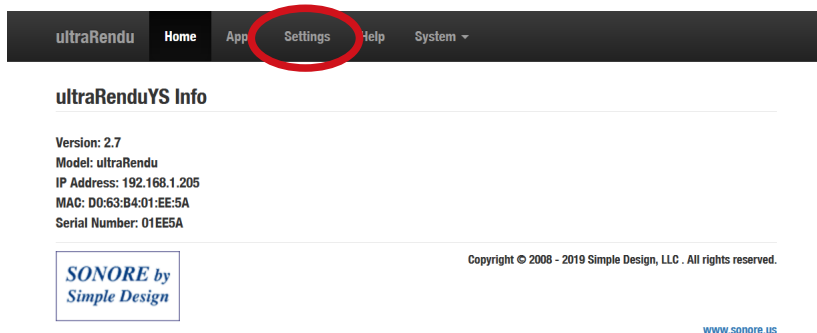 ultraRendu Home App Settings Help System
ultraRenduYS Info
Version: 2.7
Model: ultraRendu
IP Address: 192.168.1.205
MAC: D0:63:B4:01:EE:5A
Serial Number: 01EE5A
SONORE by
Simple Design
Copyright © 2008 - 2019 Simple Design, LLC . All rights reserved.
www.sonore.us